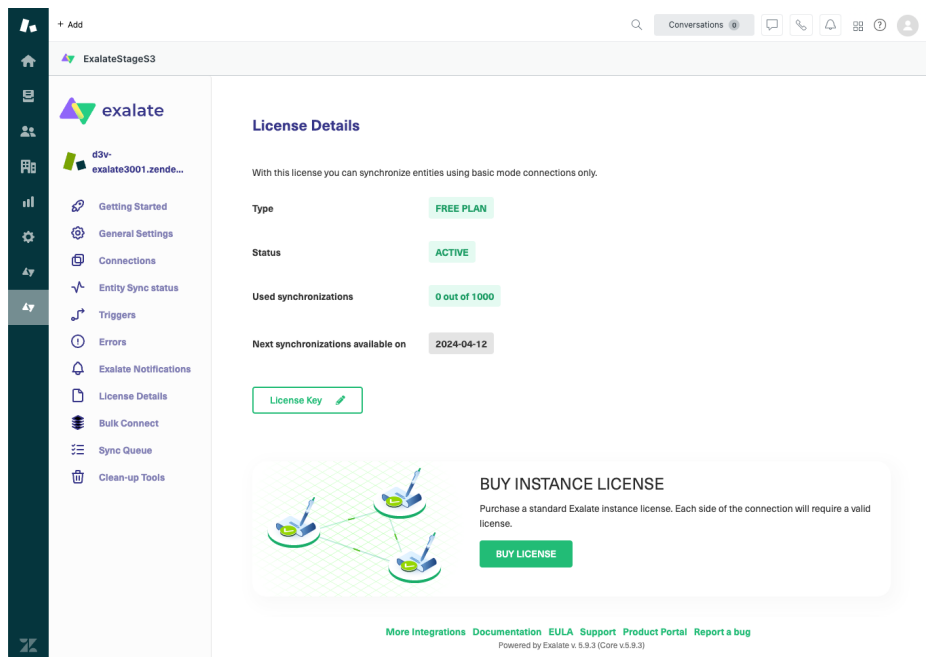 + Add
Conversations 0
ExalateStageS3
exalate
d3v-
exalate3001.zende...
Getting Started
General Settings
Connections
Entity Sync status
Triggers
Errors
Exalate Notifications
License Details
Bulk Connect
Sync Queue
Clean-up Tools
License Details
With this license you can synchronize entities using basic mode connections only.
Type FREE PLAN
Status ACTIVE
Used synchronizations 0 out of 1000
Next synchronizations available on 2024-04-12
License Key
BUY INSTANCE LICENSE
Purchase a standard Exalate instance license. Each side of the connection will require a valid
license.
BUY LICENSE
More Integrations Documentation EULA Support Product Portal Report a bug
Powered by Exalate v. 5.9.3 (Core v.5.9.3)